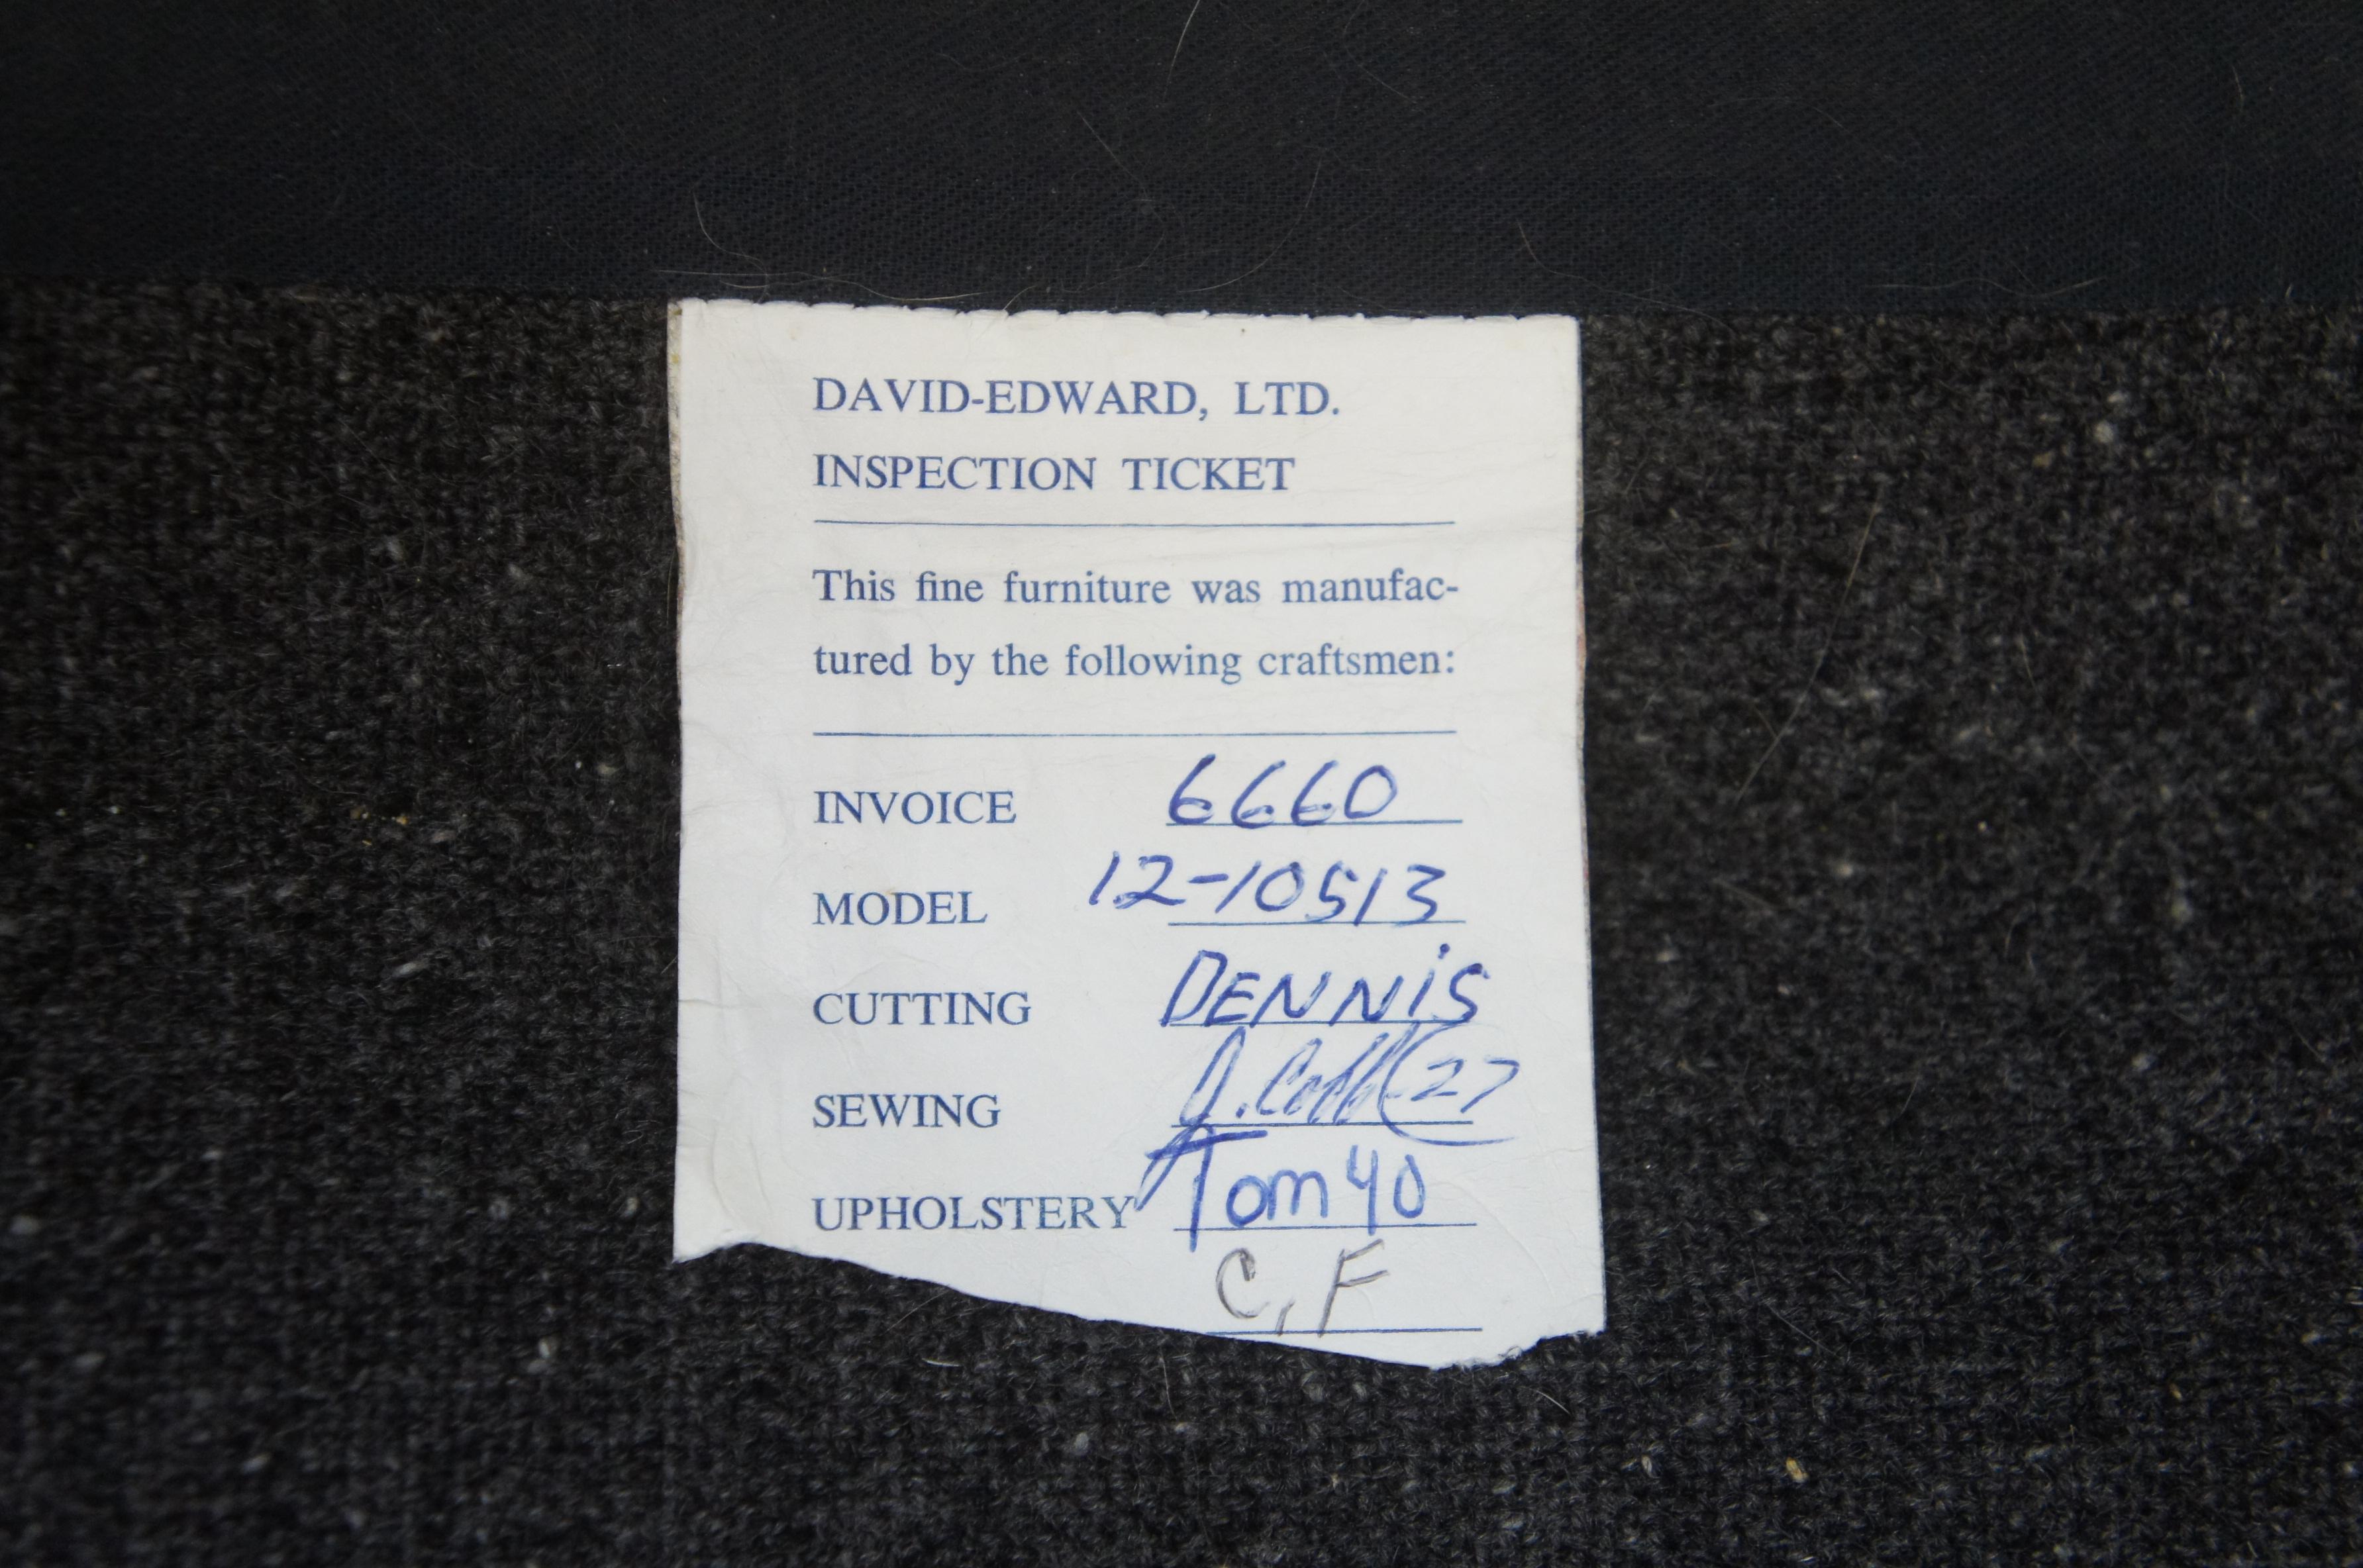 DAVID-EDWARD, LTD.
INSPECTION TICKET
This fine furniture was manufac-
tured by the following craftsmen:
INVOICE 6660
MODEL 12-10513
CUTTING DENNiS
SEWING J. Cobb 27
UPHOLSTERY Tom 40
C, F